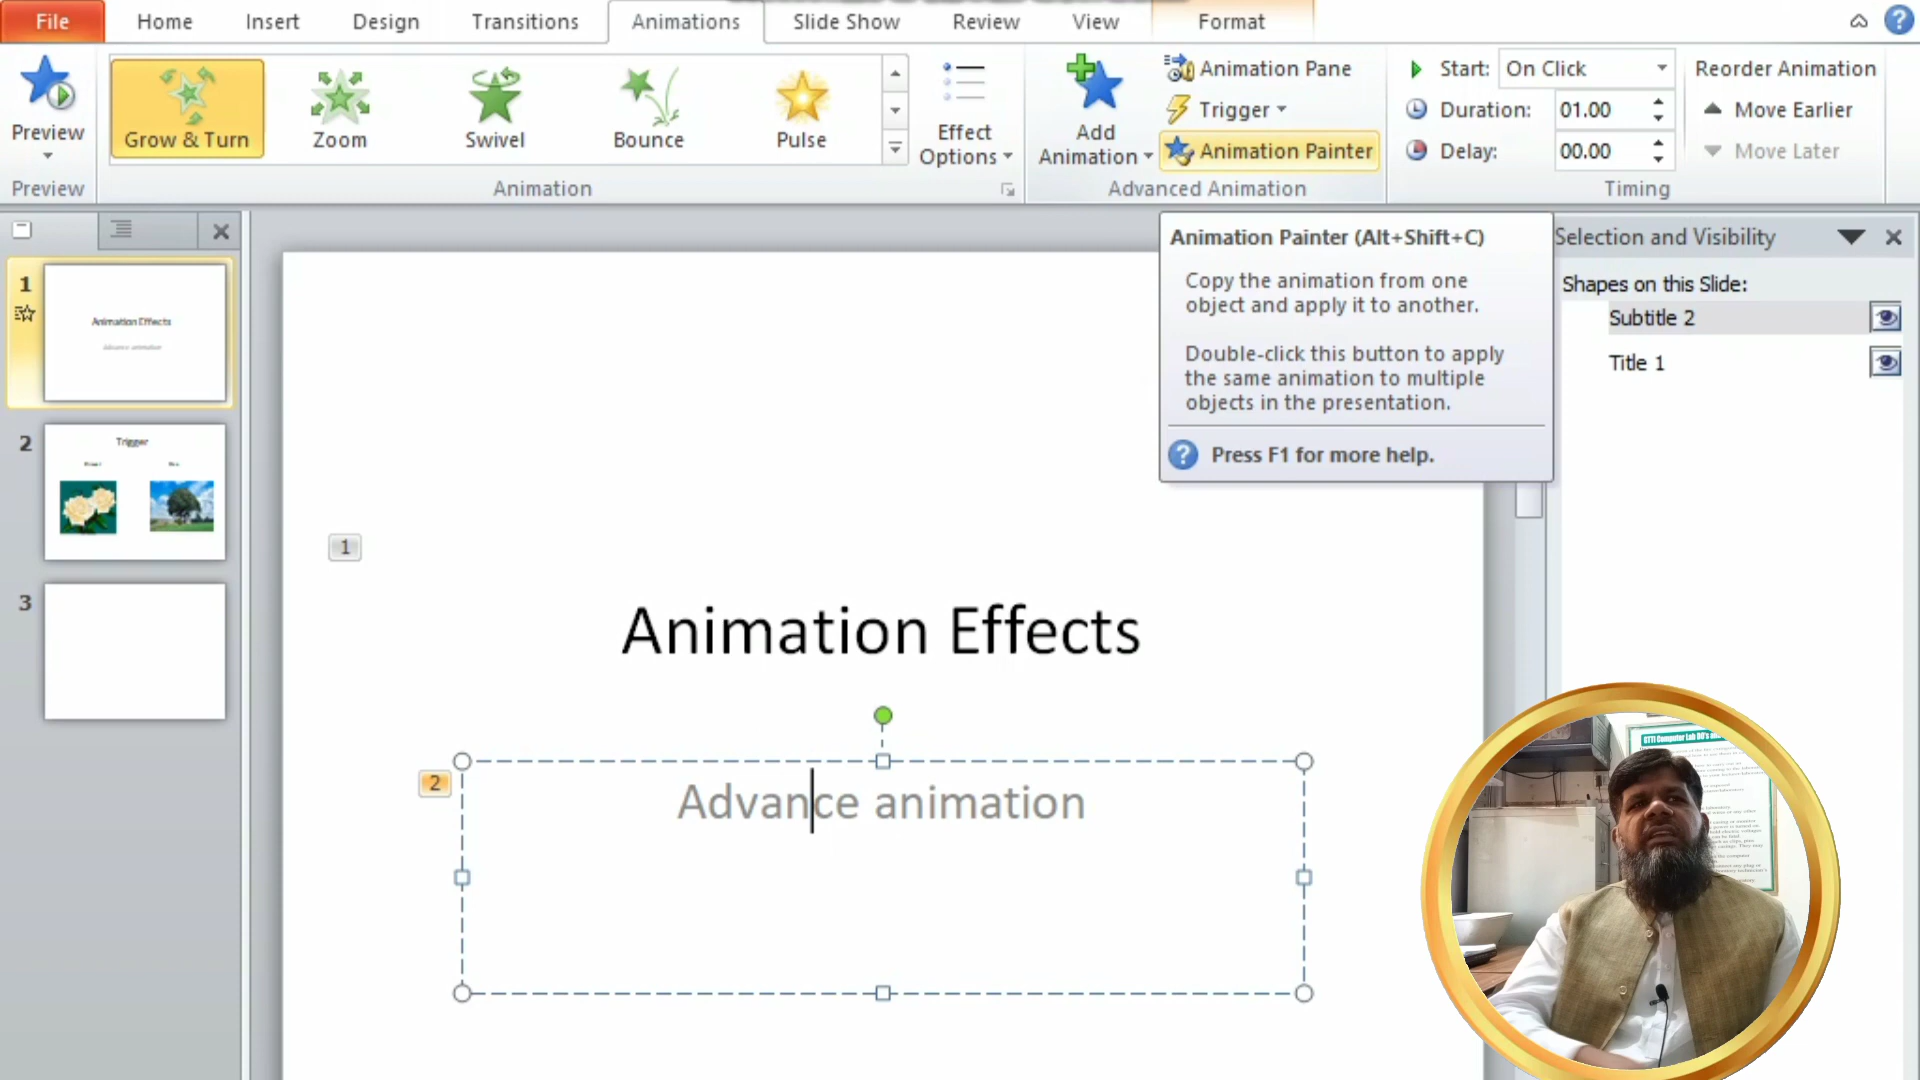 File Home Insert Design Transitions Animations Slide Show Review View Format
Preview
Grow & Turn Zoom Swivel Bounce Pulse
Effect Options
Add Animation
Animation Pane
Trigger
Animation Painter
Start: On Click
Duration: 01.00
Delay: 00.00
Reorder Animation
Move Earlier
Move Later
Preview Animation Advanced Animation Timing
Animation Painter (Alt+Shift+C)
Copy the animation from one
object and apply it to another.
Double-click this button to apply
the same animation to multiple
objects in the presentation.
Press F1 for more help.
Selection and Visibility
Shapes on this Slide:
Subtitle 2
Title 1
1
Animation Effects
Advance animation
2
Trigger
3
1
Animation Effects
2
Advance animation